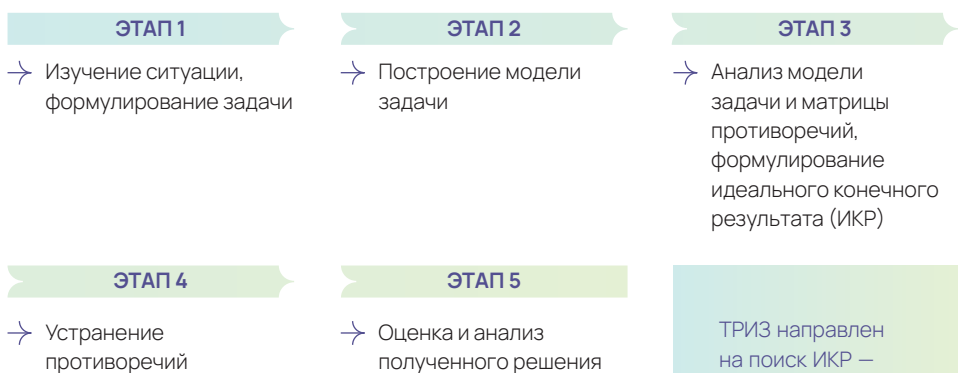 ЭТАП 1
Изучение ситуации,
формулирование задачи
ЭТАП 2
Построение модели
задачи
ЭТАП 3
Анализ модели
задачи и матрицы
противоречий,
формулирование
идеального конечного
результата (ИКР)
ЭТАП 4
Устранение
противоречий
ЭТАП 5
Оценка и анализ
полученного решения
ТРИЗ направлен
на поиск ИКР —